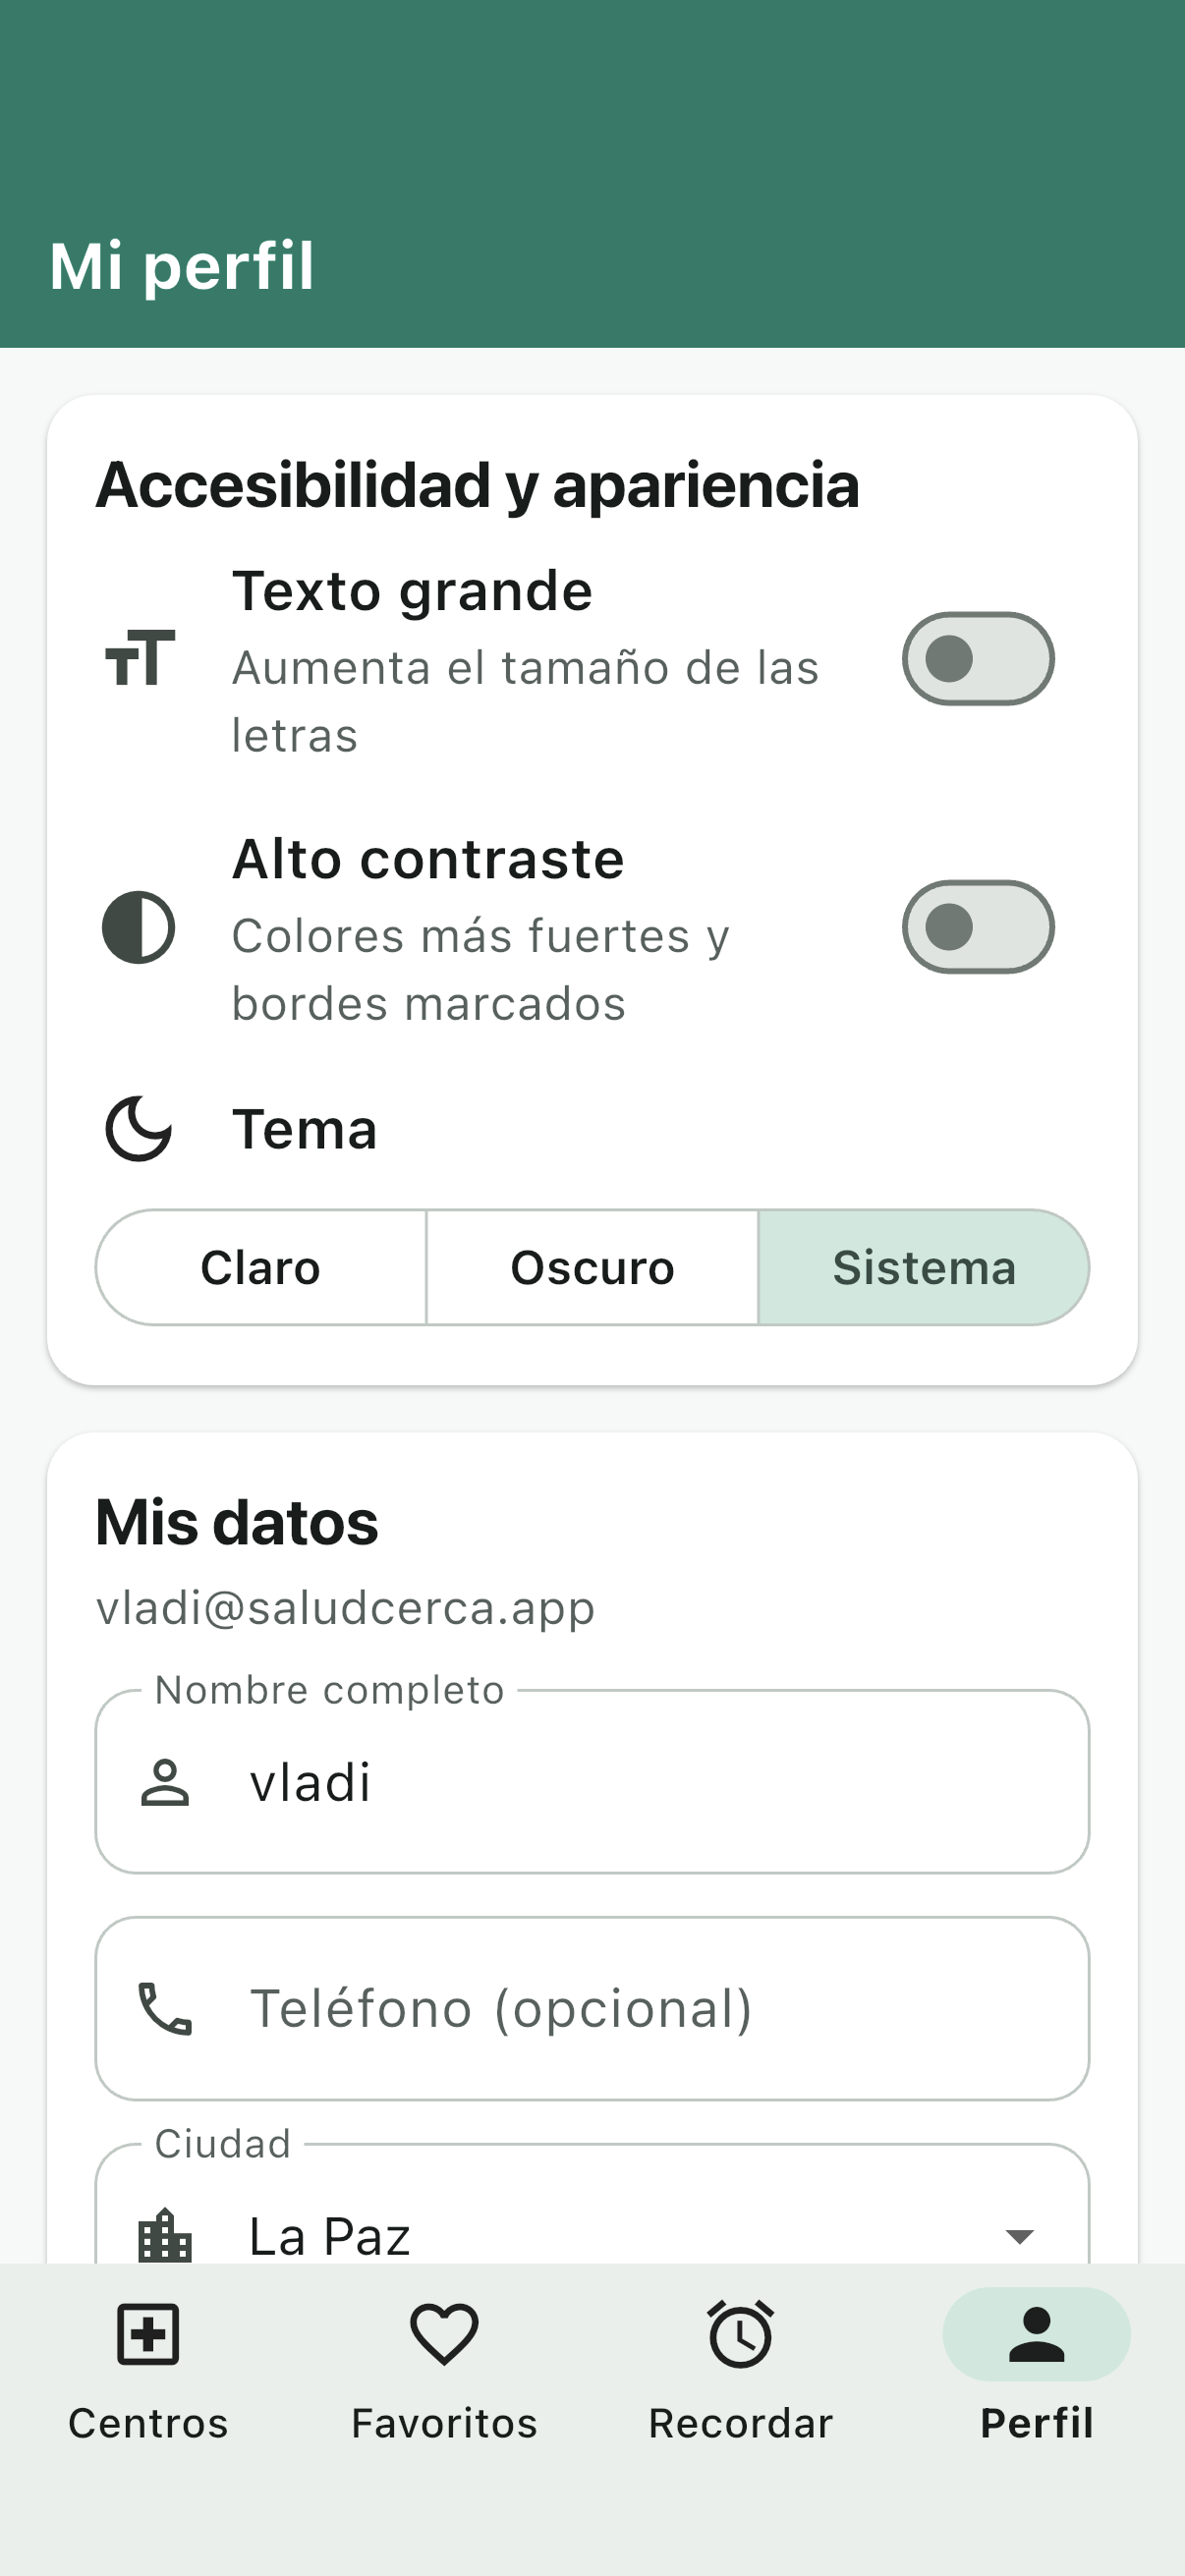 Mi perfil
Accesibilidad y apariencia
Texto grande
Aumenta el tamaño de las
letras
Alto contraste
Colores más fuertes y
bordes marcados
Tema
Claro Oscuro Sistema
Mis datos
vladi@saludcerca.app
Nombre completo
vladi
Teléfono (opcional)
Ciudad
La Paz
Centros Favoritos Recordar Perfil